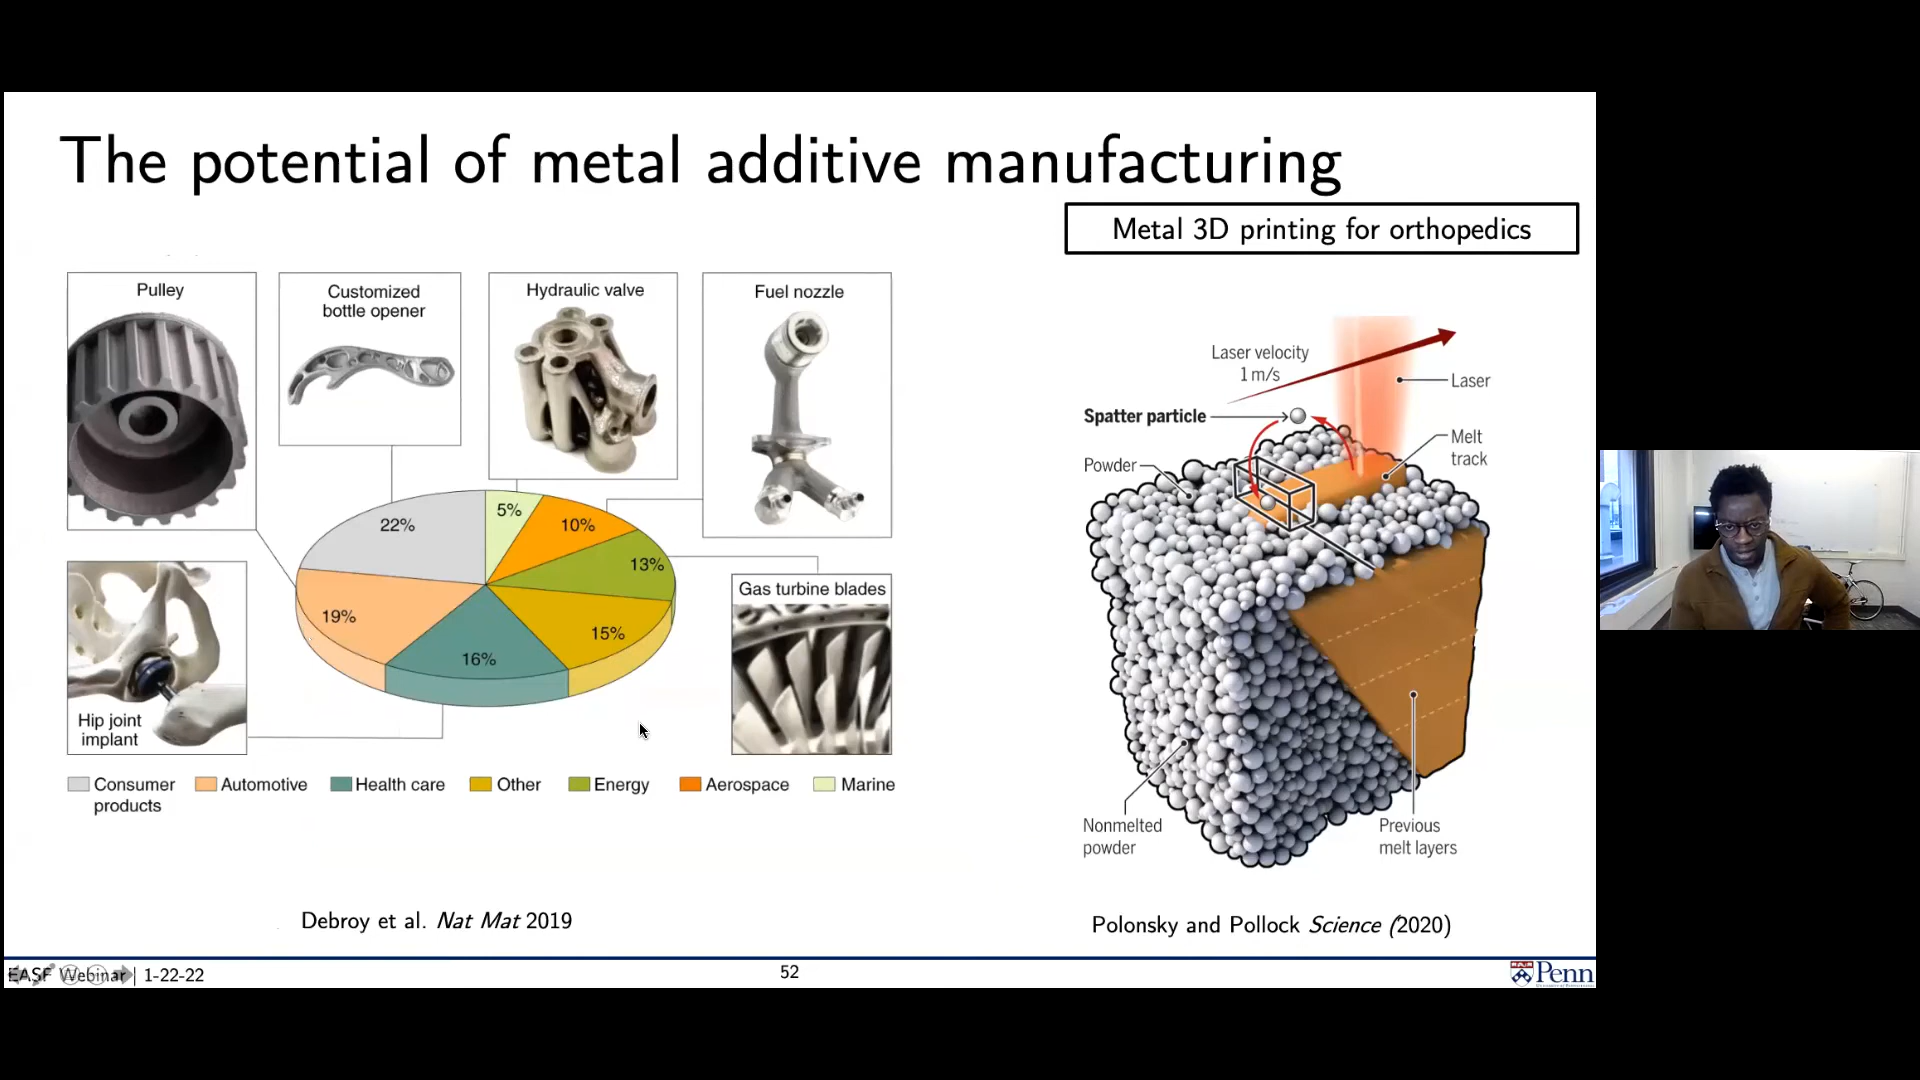 The potential of metal additive manufacturing
Metal 3D printing for orthopedics
Pulley
Customized
bottle opener
Hydraulic valve
Fuel nozzle
22%
5%
10%
13%
15%
16%
19%
Hip joint
implant
Gas turbine blades
Consumer
products
Automotive
Health care
Other
Energy
Aerospace
Marine
Debroy et al. Nat Mat 2019
Laser velocity
1 m/s
Laser
Spatter particle
Melt
track
Powder
Nonmelted
powder
Previous
melt layers
Polonsky and Pollock Science (2020)
EASF Webinar | 1-22-22
52
Penn